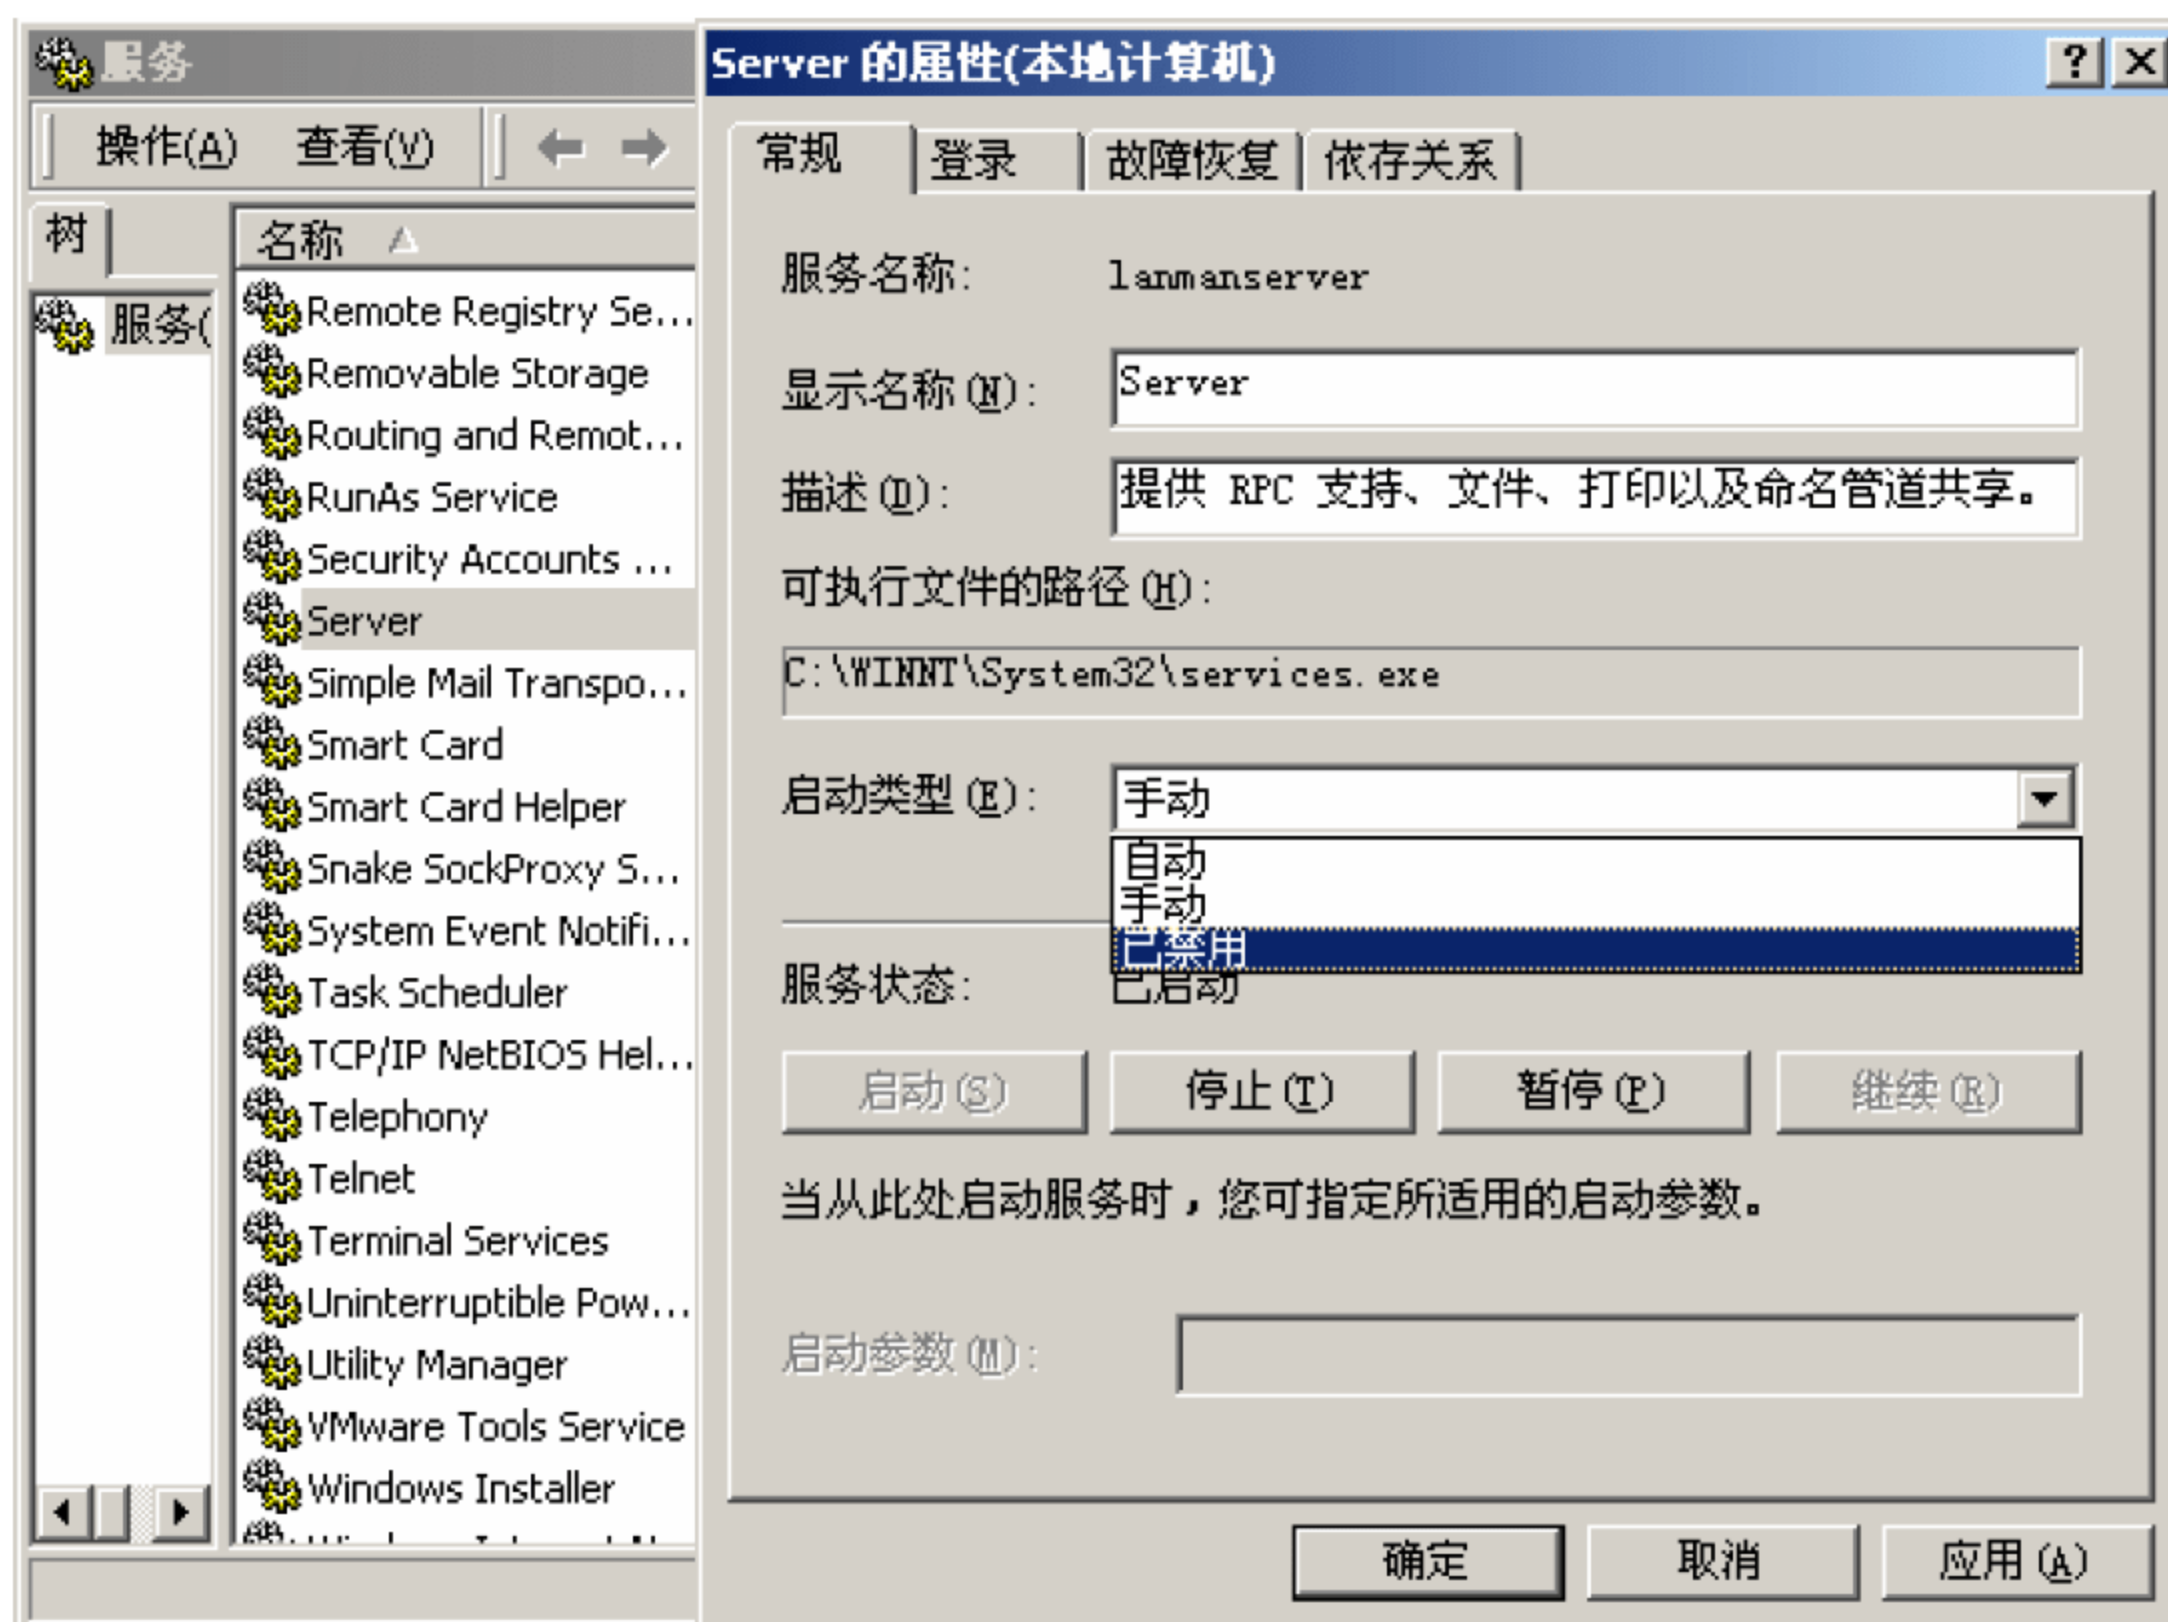 服务
操作(A) 查看(V)
树
服务(
名称
Remote Registry Se...
Removable Storage
Routing and Remot...
RunAs Service
Security Accounts ...
Server
Simple Mail Transpo...
Smart Card
Smart Card Helper
Snake SockProxy S...
System Event Notifi...
Task Scheduler
TCP/IP NetBIOS Hel...
Telephony
Telnet
Terminal Services
Uninterruptible Pow...
Utility Manager
VMware Tools Service
Windows Installer
Server 的属性(本地计算机)
常规 登录 故障恢复 依存关系
服务名称: lanmanserver
显示名称(N): Server
描述(D): 提供 RPC 支持、文件、打印以及命名管道共享。
可执行文件的路径(H):
C:\WINNT\System32\services.exe
启动类型(E): 手动
自动
手动
已禁用
服务状态: 已启动
启动(S) 停止(T) 暂停(P) 继续(R)
当从此处启动服务时,您可指定所适用的启动参数。
启动参数(M):
确定 取消 应用(A)